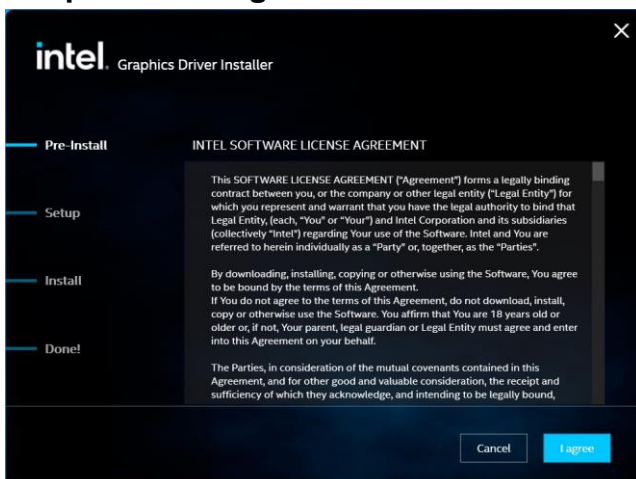 intel. Graphics Driver Installer
Pre-Install
INTEL SOFTWARE LICENSE AGREEMENT
This SOFTWARE LICENSE AGREEMENT ("Agreement") forms a legally binding
contract between you, or the company or other legal entity ("Legal Entity") for
which you represent and warrant that you have the legal authority to bind that
Legal Entity, (each, "You" or "Your") and Intel Corporation and its subsidiaries
(collectively "Intel") regarding Your use of the Software. Intel and You are
referred to herein individually as a "Party" or, together, as the "Parties".
By downloading, installing, copying or otherwise using the Software, You agree
to be bound by the terms of this Agreement.
If You do not agree to the terms of this Agreement, do not download, install,
copy or otherwise use the Software. You affirm that You are 18 years old or
older or, if not, Your parent, legal guardian or Legal Entity must agree and enter
into this Agreement on your behalf.
The Parties, in consideration of the mutual covenants contained in this
Agreement, and for other good and valuable consideration, the receipt and
sufficiency of which they acknowledge, and intending to be legally bound,
Setup
Install
Done!
Cancel
I agree